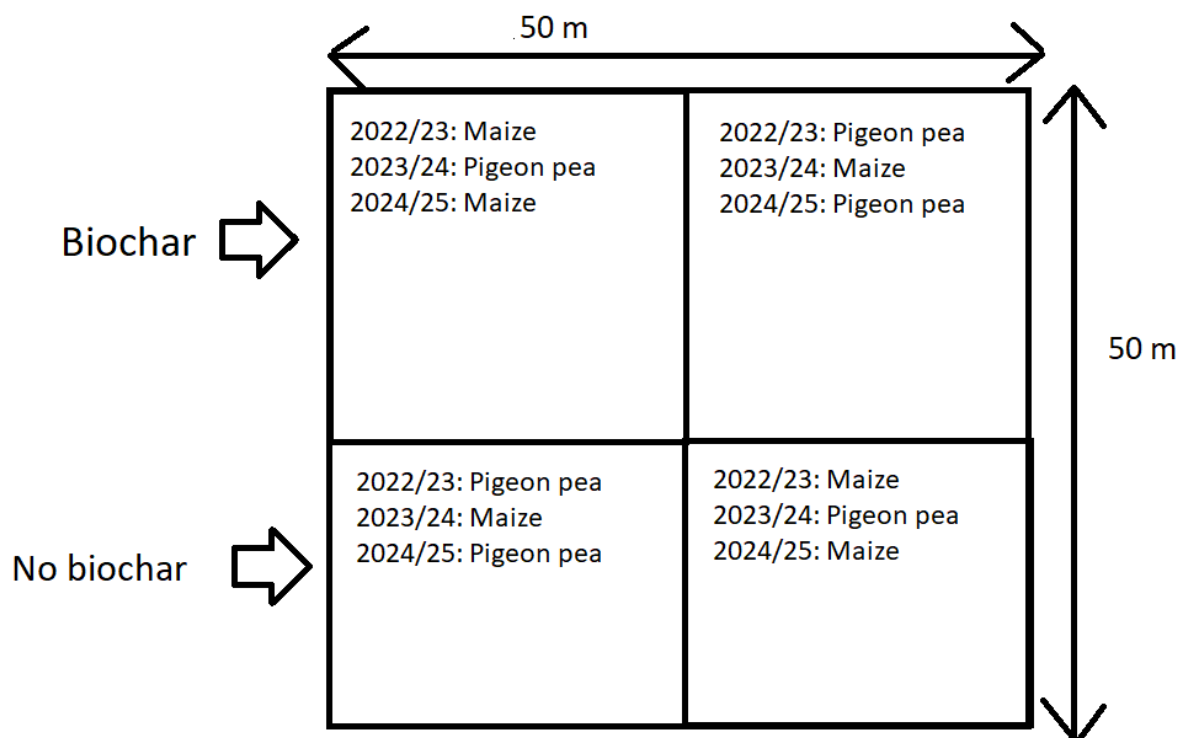 50 m
2022/23: Maize
2023/24: Pigeon pea
2024/25: Maize
2022/23: Pigeon pea
2023/24: Maize
2024/25: Pigeon pea
Biochar
50 m
2022/23: Pigeon pea
2023/24: Maize
2024/25: Pigeon pea
2022/23: Maize
2023/24: Pigeon pea
2024/25: Maize
No biochar